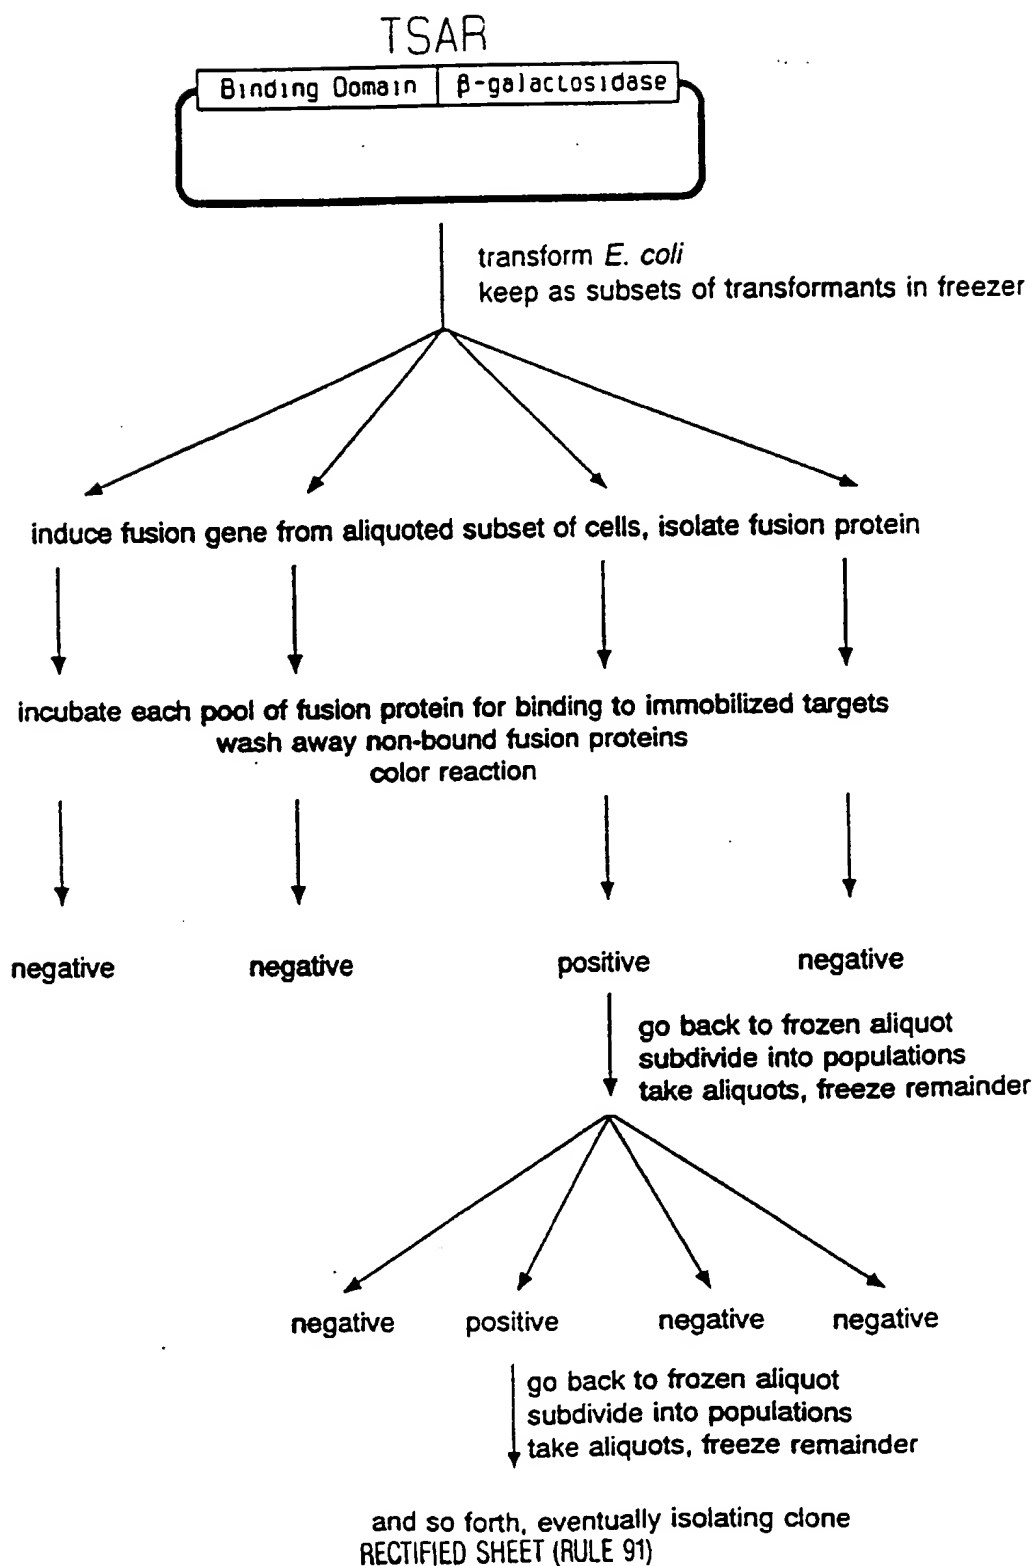 TSAR
Binding Domain β-galactosidase
transform E. coli
keep as subsets of transformants in freezer
induce fusion gene from aliquoted subset of cells, isolate fusion protein
incubate each pool of fusion protein for binding to immobilized targets
wash away non-bound fusion proteins
color reaction
negative negative positive negative
go back to frozen aliquot
subdivide into populations
take aliquots, freeze remainder
negative positive negative negative
go back to frozen aliquot
subdivide into populations
take aliquots, freeze remainder
and so forth, eventually isolating clone
RECTIFIED SHEET (RULE 91)